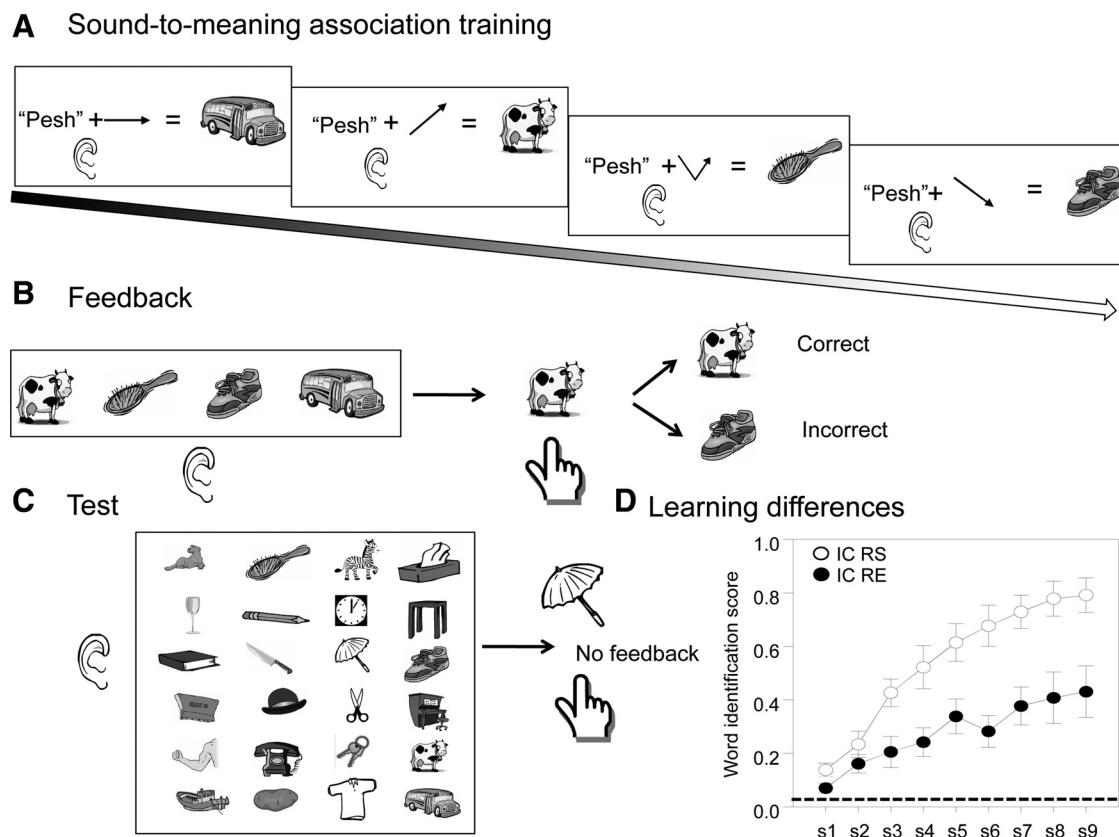 A Sound-to-meaning association training
"Pesh" + =
"Pesh" + =
"Pesh" + =
"Pesh"+ =
B Feedback
Correct
Incorrect
C Test
No feedback
D Learning differences
Word identification score
1.0
0.8
0.6
0.4
0.2
0.0
IC RS
IC RE
s1 s2 s3 s4 s5 s6 s7 s8 s9